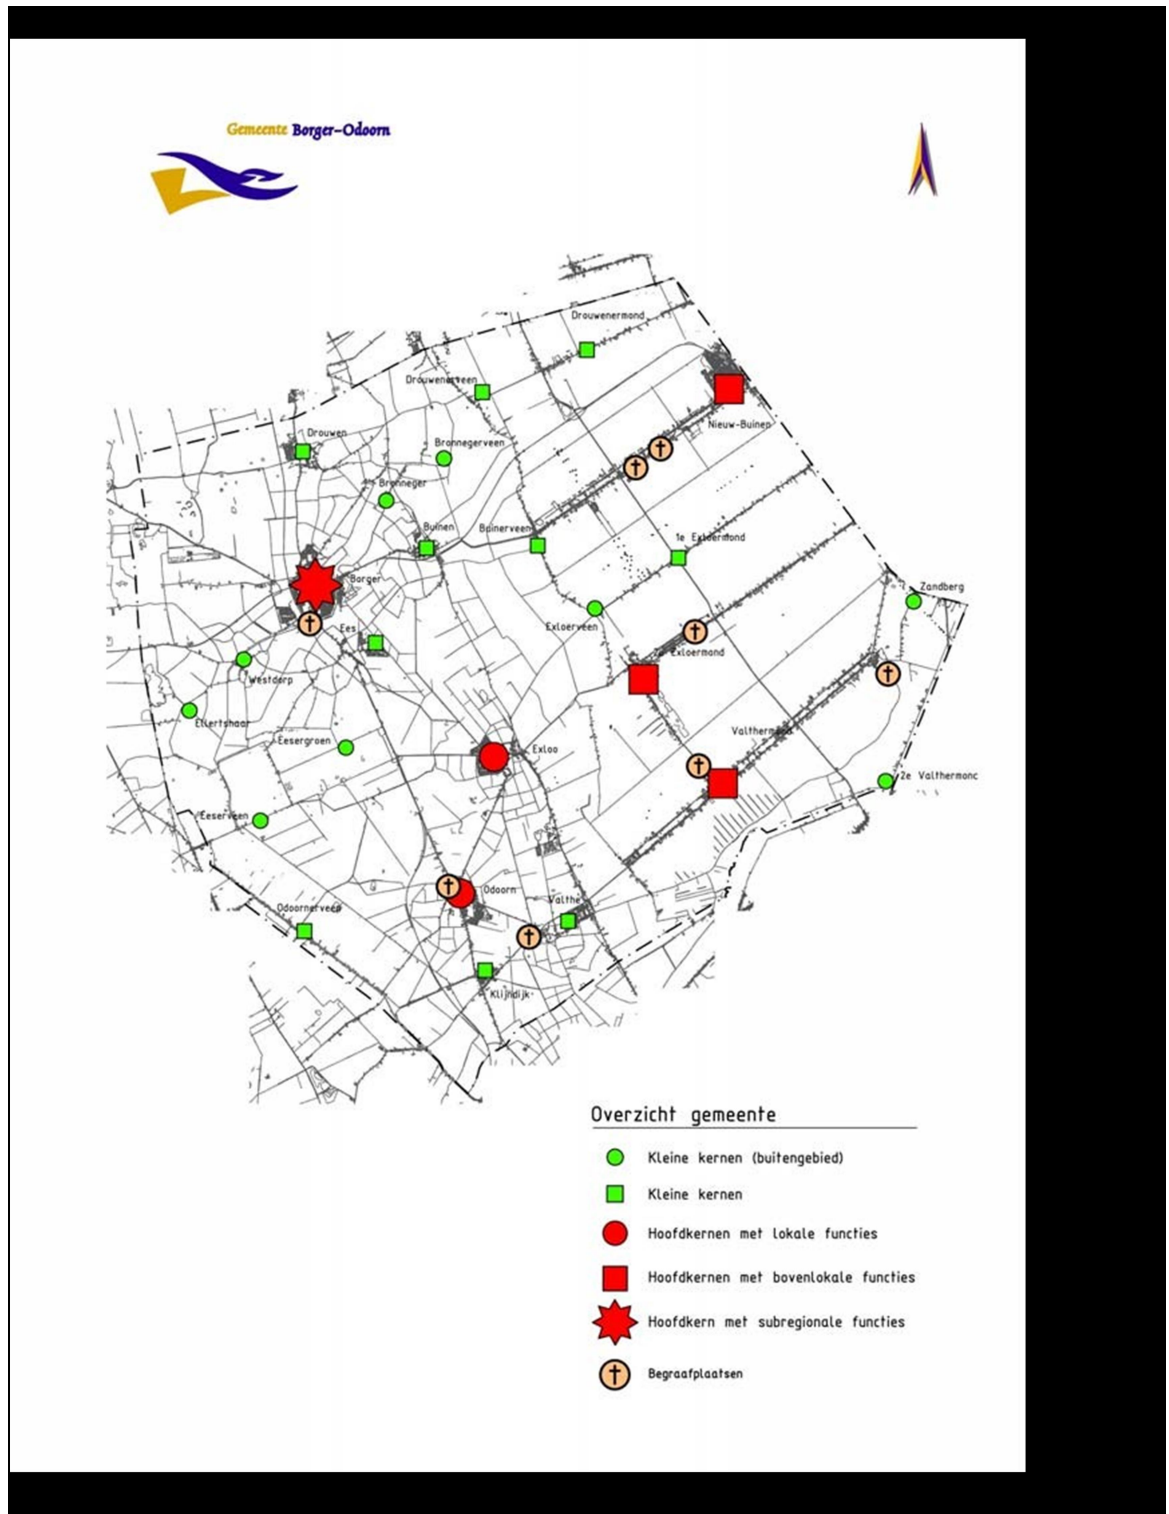 Gemeente Borger-Odoorn
Drouwenermond
Drouwenerveen
Nieuw-Buinen
Drouwen
Bronnegerveen
Bronneger
Buinen
Buinerveen
1e Exloermond
Borger
Zandberg
Ees
Exloerveen
Exloermond
Westdorp
Ellertshaar
Eesergroen
Exloo
Valthermond
2e Valthermonc
Eeserveen
Odoorn
Valthe
Odoornerveen
Klijndijk
Overzicht gemeente
Kleine kernen (buitengebied)
Kleine kernen
Hoofdkernen met lokale functies
Hoofdkernen met bovenlokale functies
Hoofdkern met subregionale functies
Begraafplaatsen